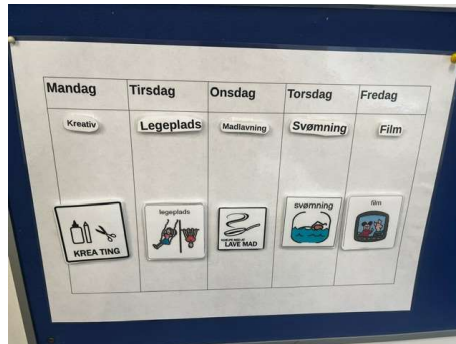 Mandag Tirsdag Onsdag Torsdag Fredag
Kreativ Legeplads Madlavning Svømning Film
KREA TING
legeplads
LAVE MAD
svømning
film